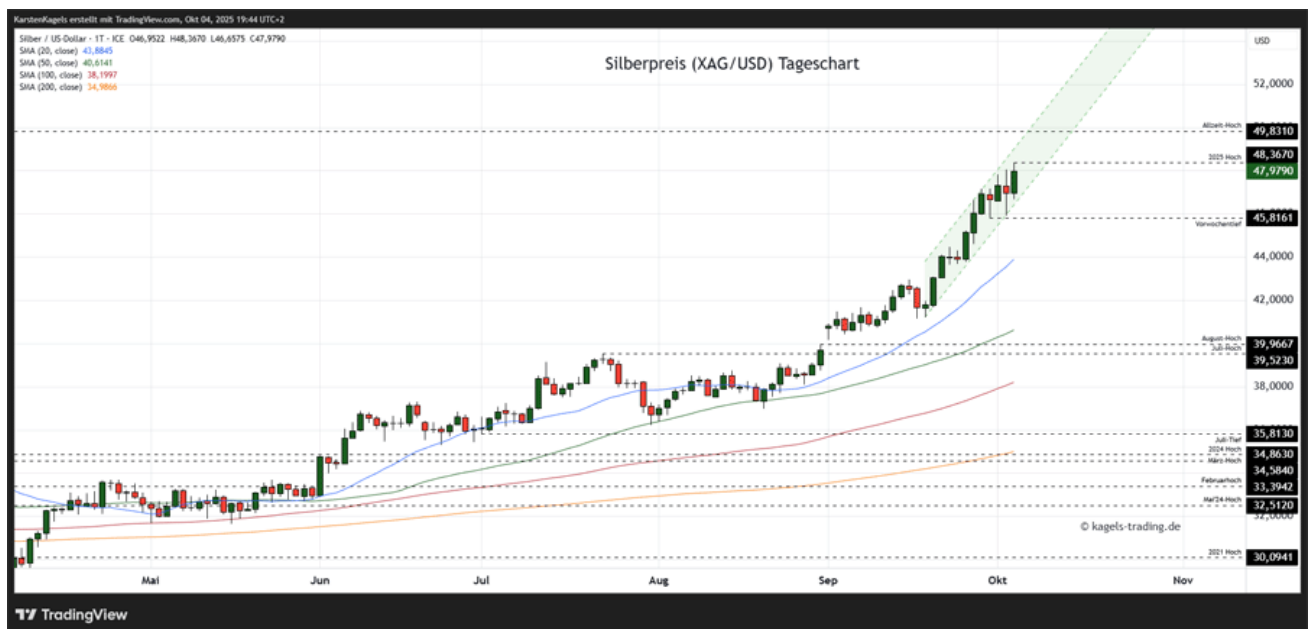 KarstenKagels erstellt mit TradingView.com, Okt 04, 2025 19:44 UTC+2
Silber / US-Dollar · 1T · ICE O46,9522 H48,3670 L46,6575 C47,9790
SMA (20, close) 43,8845
SMA (50, close) 40,6141
SMA (100, close) 38,1997
SMA (200, close) 34,9866
Silberpreis (XAG/USD) Tageschart
USD
52,0000
Allzeit-Hoch 49,8310
2025 Hoch 48,3670
47,9790
45,8161
Vorwochentief
44,0000
42,0000
August-Hoch 39,9667
Juli-Hoch 39,5230
38,0000
35,8130
Juli-Tief
2024 Hoch 34,8630
März-Hoch 34,5840
Februarhoch 33,3942
Mai'24-Hoch 32,5120
32,0000
© kagels-trading.de
2021 Hoch 30,0941
Mai Jun Jul Aug Sep Okt Nov
TradingView